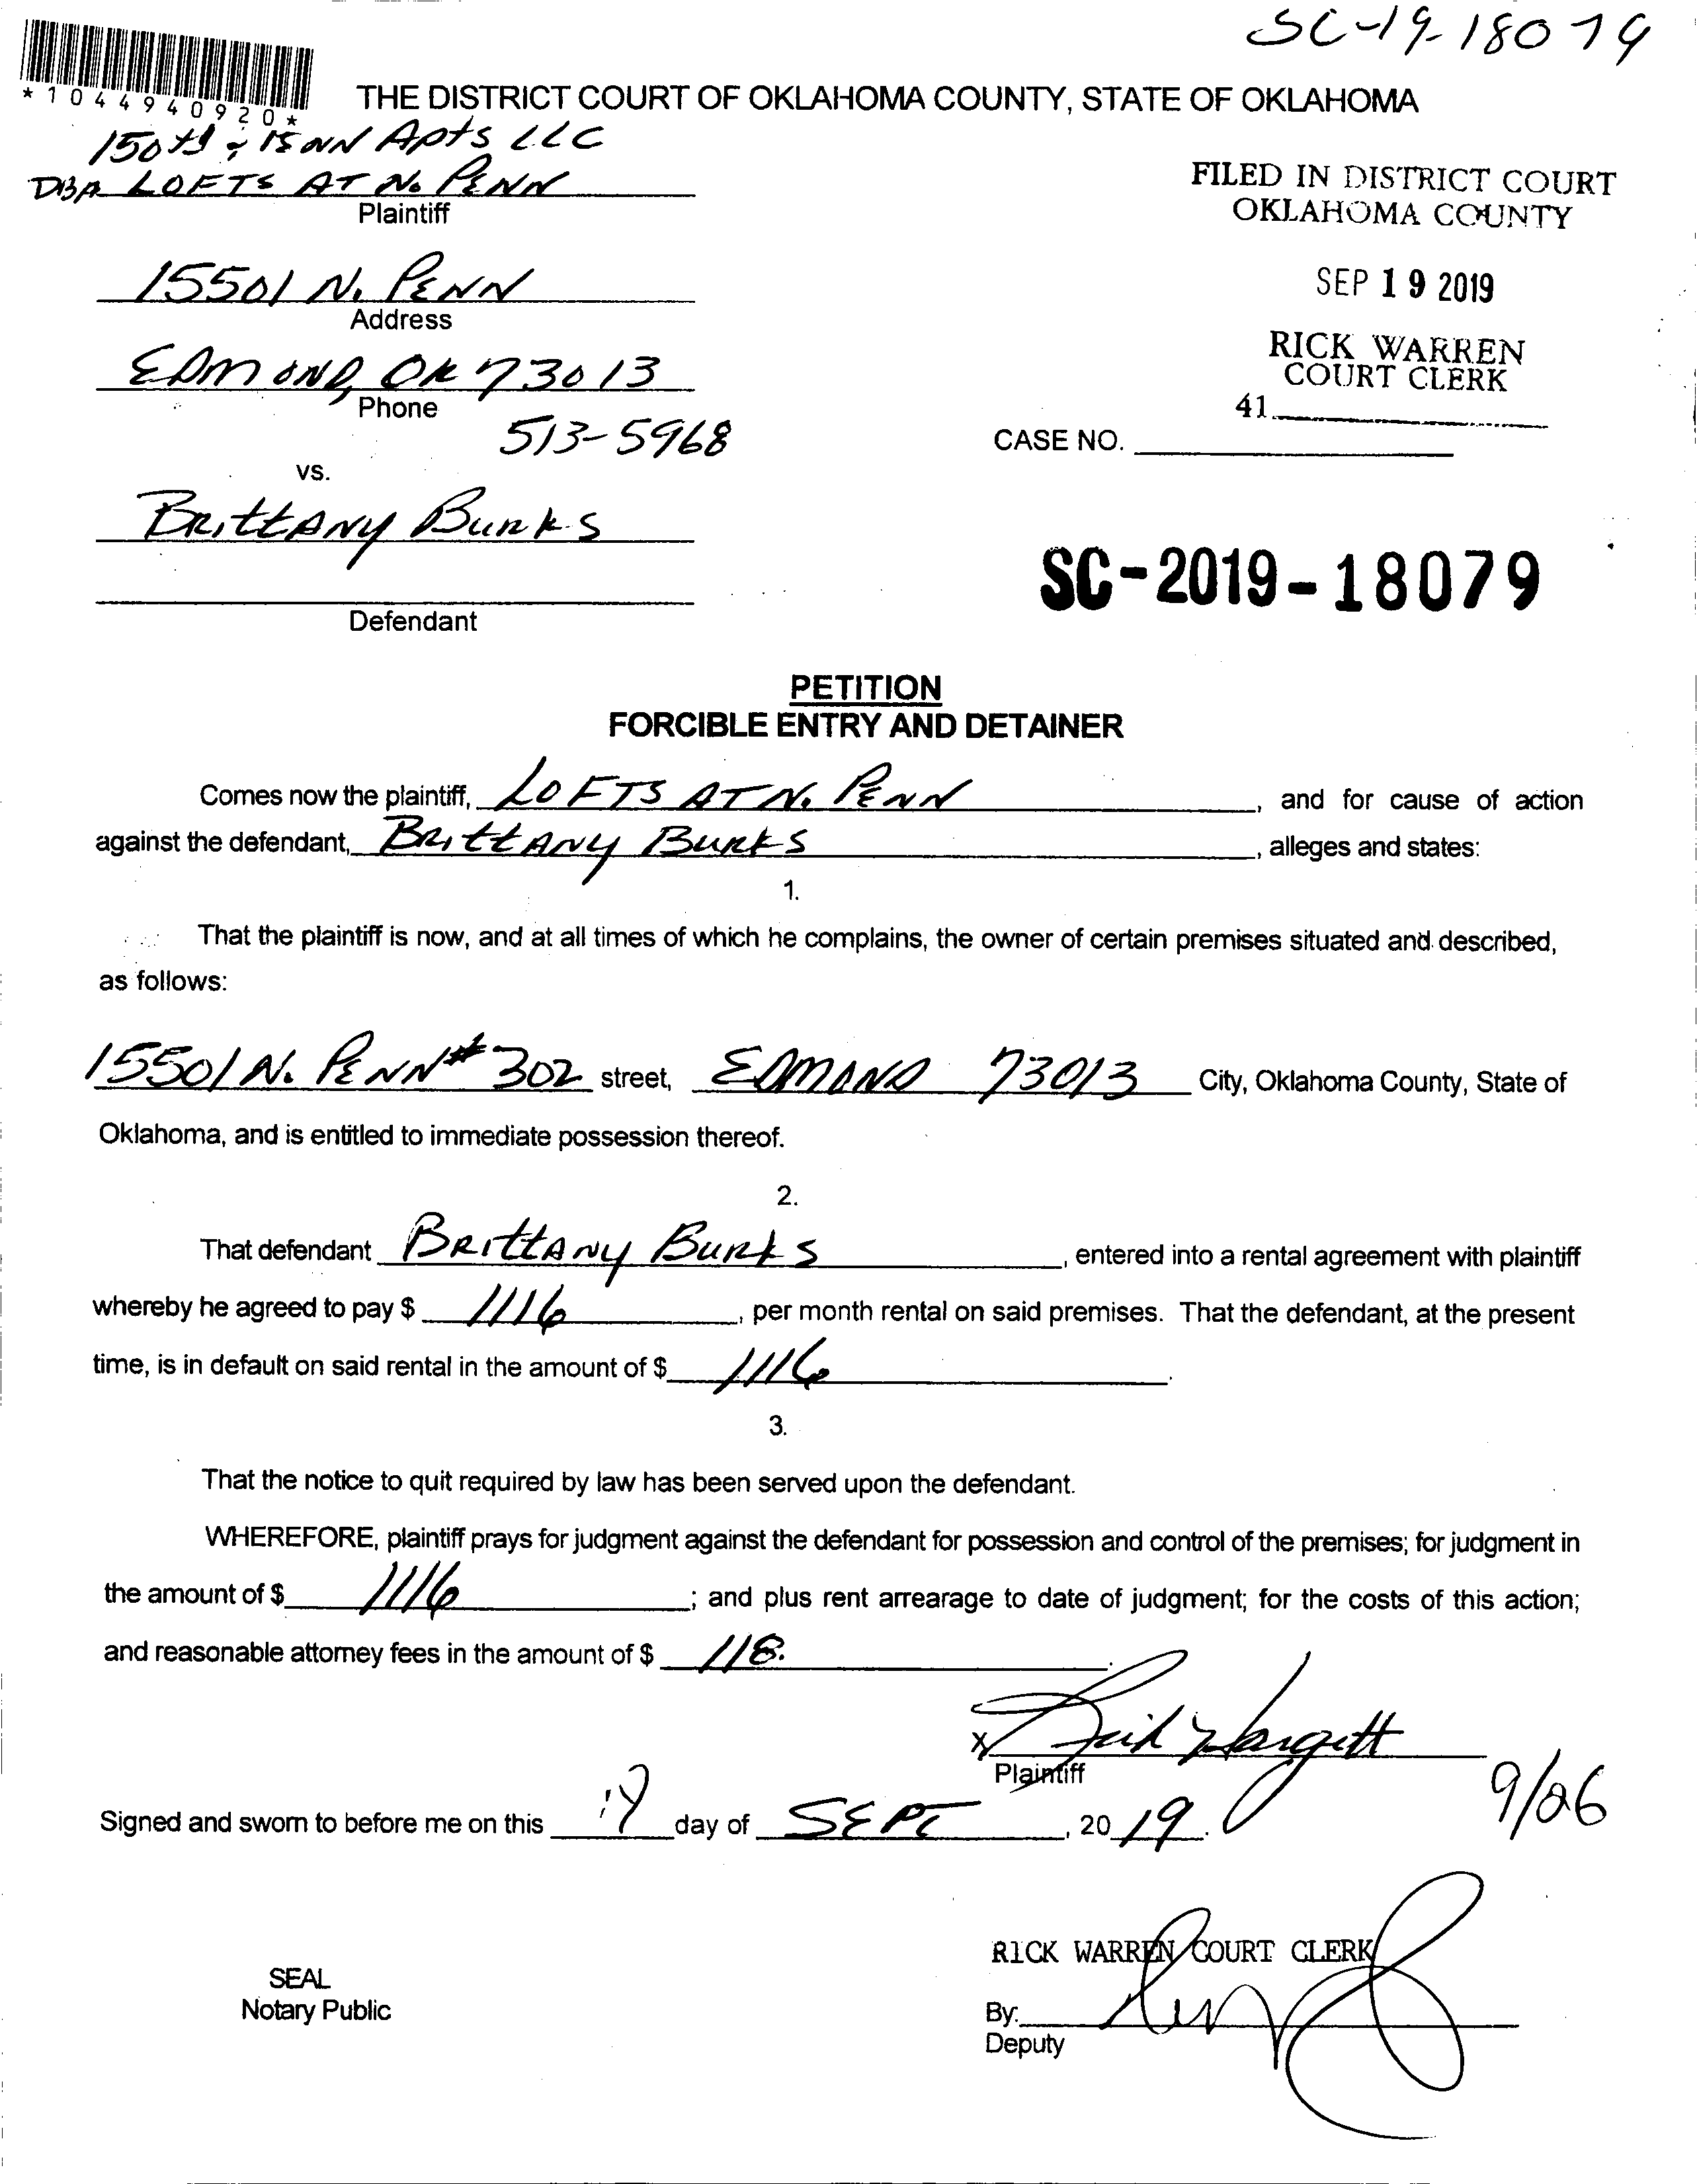 SC-19-18079
*1044940920*
THE DISTRICT COURT OF OKLAHOMA COUNTY, STATE OF OKLAHOMA
150th & PENN Apts LLC
DBA LOFTS AT N. PENN
Plaintiff
FILED IN DISTRICT COURT
OKLAHOMA COUNTY
15501 N. PENN
Address
SEP 19 2019
EDMOND, OK 73013
Phone
RICK WARREN
COURT CLERK
41
513-5968
CASE NO.
vs.
BRITTANY BURKS
SC-2019-18079
Defendant
PETITION
FORCIBLE ENTRY AND DETAINER
Comes now the plaintiff, LOFTS AT N. PENN, and for cause of action
against the defendant, BRITTANY BURKS, alleges and states:
1.
That the plaintiff is now, and at all times of which he complains, the owner of certain premises situated and described,
as follows:
15501 N. PENN #302 street, EDMOND 73013 City, Oklahoma County, State of
Oklahoma, and is entitled to immediate possession thereof.
2.
That defendant BRITTANY BURKS, entered into a rental agreement with plaintiff
whereby he agreed to pay $ 1116, per month rental on said premises. That the defendant, at the present
time, is in default on said rental in the amount of $ 1116.
3.
That the notice to quit required by law has been served upon the defendant.
WHEREFORE, plaintiff prays for judgment against the defendant for possession and control of the premises; for judgment in
the amount of $ 1116; and plus rent arrearage to date of judgment; for the costs of this action;
and reasonable attorney fees in the amount of $ 118.
X Hargett
Plaintiff
9/26
Signed and sworn to before me on this day of SEPT, 2019.
RICK WARREN COURT CLERK
SEAL
Notary Public
By:
Deputy